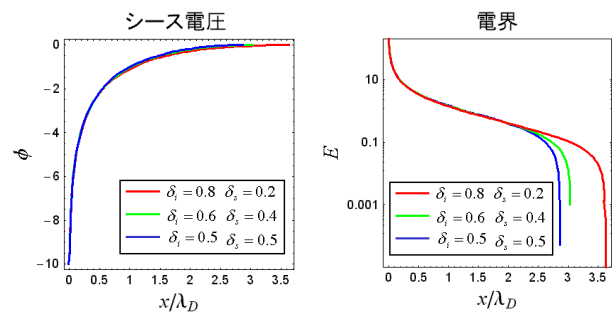 シース電圧
0
−2
−4
−6
−8
−10
ϕ
δi = 0.8 δs = 0.2
δi = 0.6 δs = 0.4
δi = 0.5 δs = 0.5
0 0.5 1 1.5 2 2.5 3 3.5
x/λD
電界
10
0.1
0.001
E
δi = 0.8 δs = 0.2
δi = 0.6 δs = 0.4
δi = 0.5 δs = 0.5
0 0.5 1 1.5 2 2.5 3 3.5
x/λD